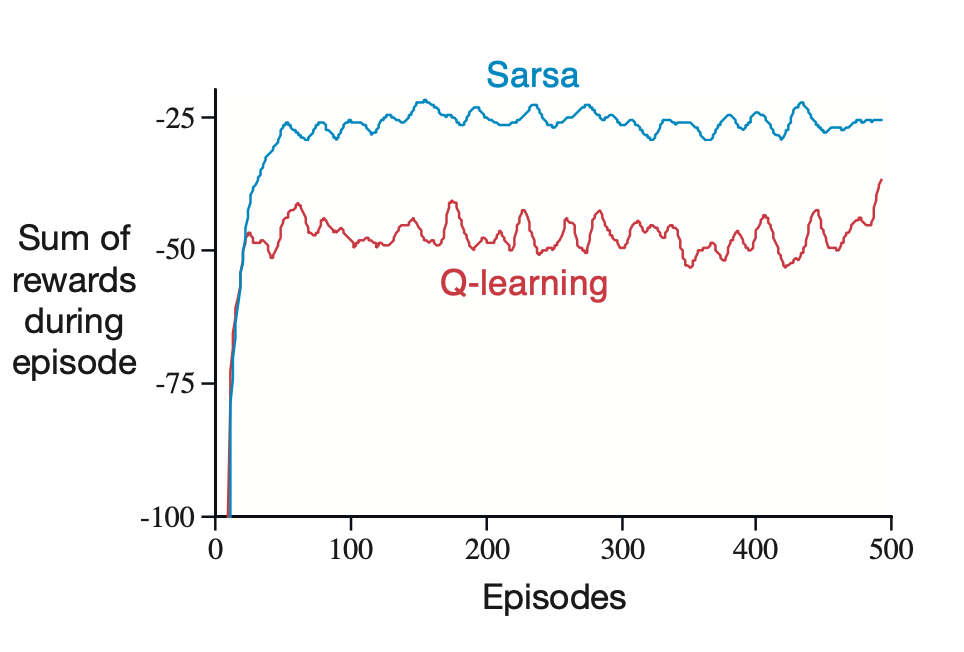 Sarsa
-25
Sum of
rewards
during
episode
-50
Q-learning
-75
-100
0 100 200 300 400 500
Episodes